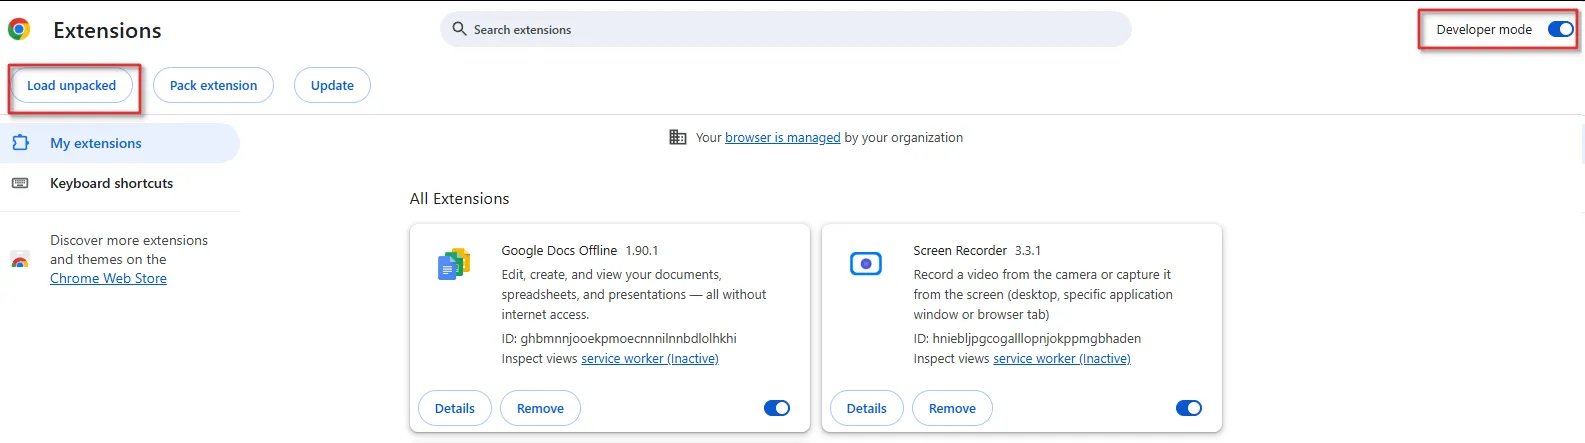 Extensions
Search extensions
Developer mode
Load unpacked
Pack extension
Update
My extensions
Keyboard shortcuts
Discover more extensions
and themes on the
Chrome Web Store
Your browser is managed by your organization
All Extensions
Google Docs Offline 1.90.1
Edit, create, and view your documents,
spreadsheets, and presentations — all without
internet access.
ID: ghbmnnjooekpmoecnnnilnnbdlolhkhi
Inspect views service worker (Inactive)
Details
Remove
Screen Recorder 3.3.1
Record a video from the camera or capture it
from the screen (desktop, specific application
window or browser tab)
ID: hniebljpgcogalllopnjokppmgbhaden
Inspect views service worker (Inactive)
Details
Remove